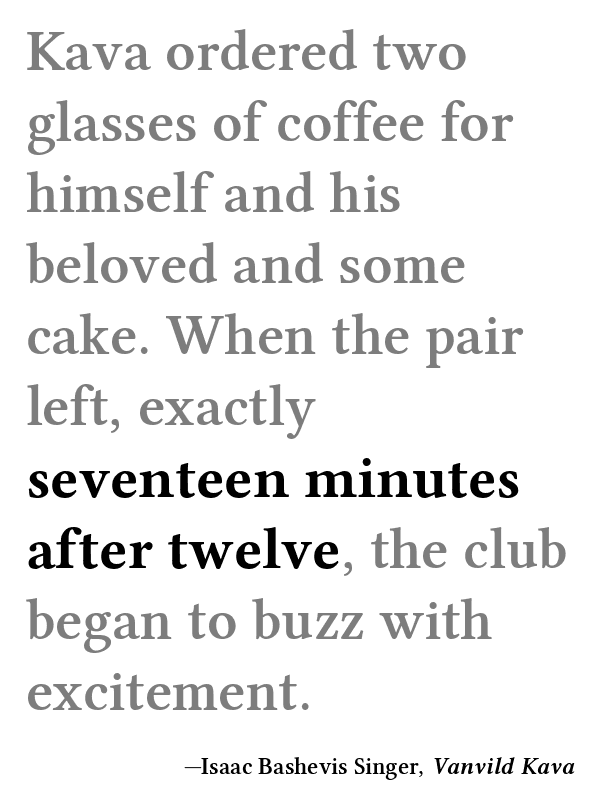 Kava ordered two
glasses of coffee for
himself and his
beloved and some
cake. When the pair
left, exactly
seventeen minutes
after twelve, the club
began to buzz with
excitement.
—Isaac Bashevis Singer, Vanvild Kava